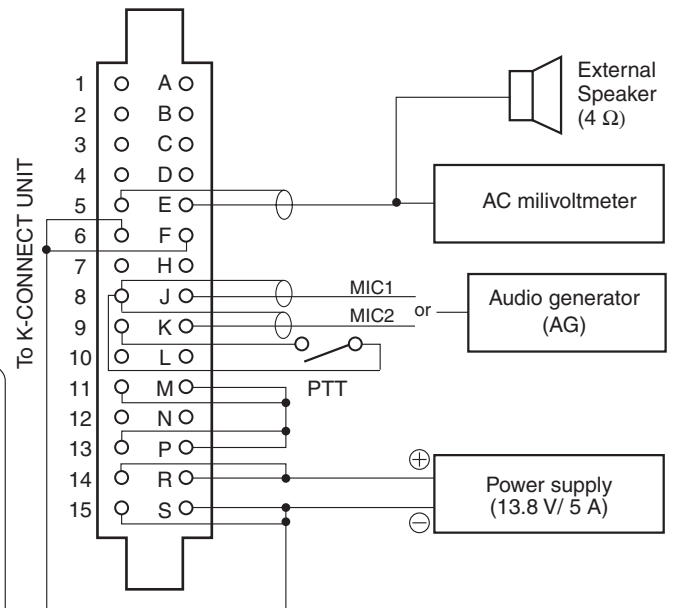 External
Speaker
(4 Ω)
To K-CONNECT UNIT
1 A
2 B
3 C
4 D
5 E
AC milivoltmeter
6 F
7 H
8 J
MIC1
or
Audio generator
(AG)
9 K
MIC2
10 L
11 M
PTT
12 N
13 P
14 R
+
Power supply
(13.8 V/ 5 A)
15 S
−